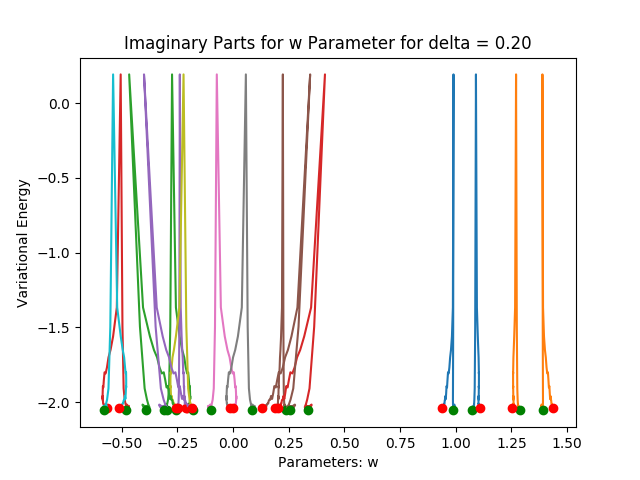 Imaginary Parts for w Parameter for delta = 0.20
Variational Energy
0.0
−0.5
−1.0
−1.5
−2.0
−0.50 −0.25 0.00 0.25 0.50 0.75 1.00 1.25 1.50
Parameters: w